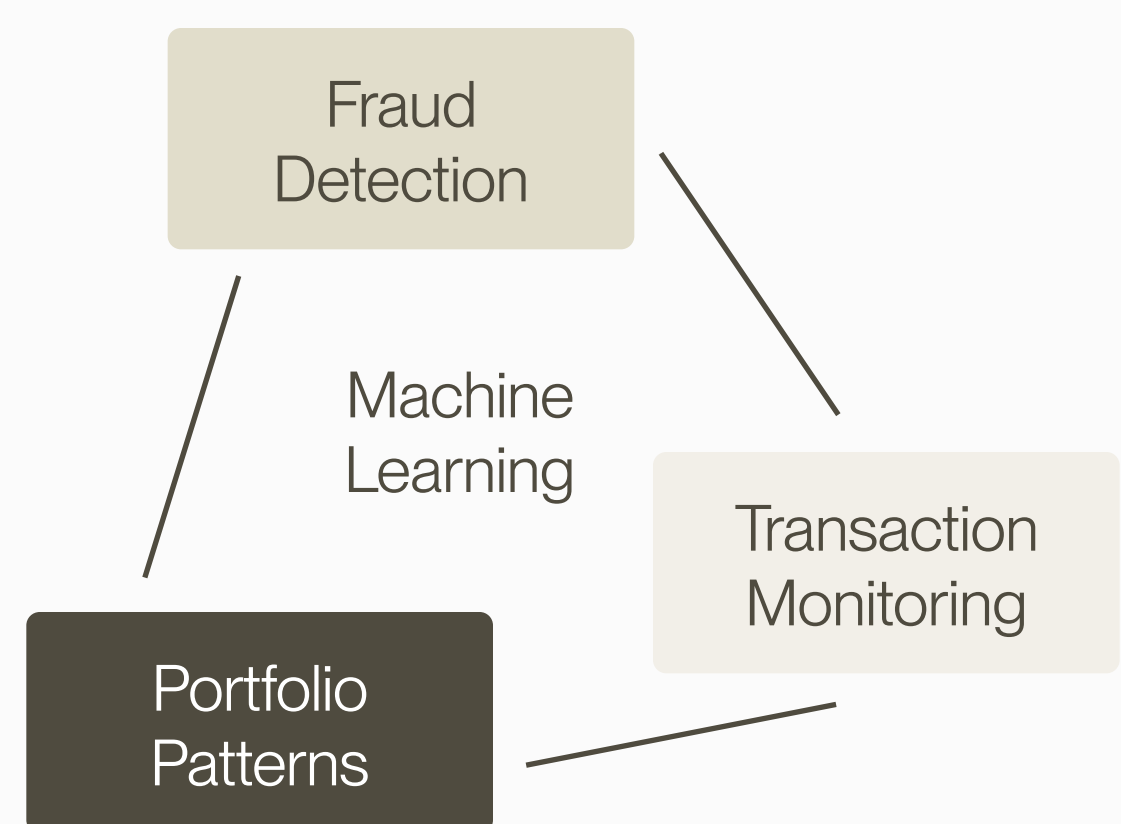 Fraud
Detection
Machine
Learning
Transaction
Monitoring
Portfolio
Patterns